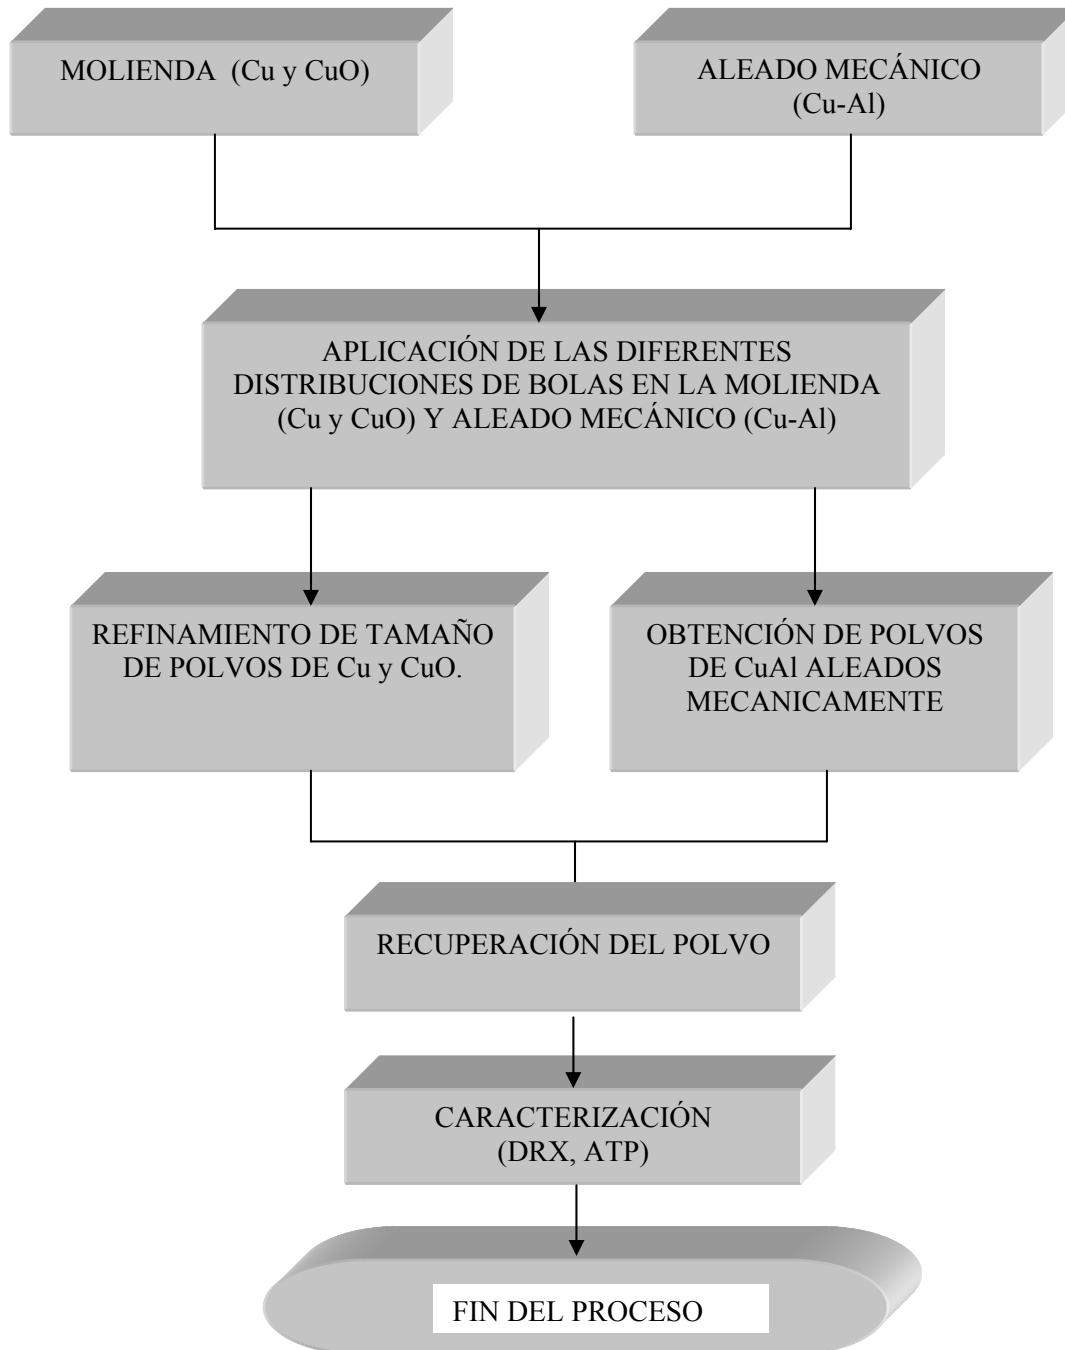 MOLIENDA (Cu y CuO)
ALEADO MECÁNICO
(Cu-Al)
APLICACIÓN DE LAS DIFERENTES
DISTRIBUCIONES DE BOLAS EN LA MOLIENDA
(Cu y CuO) Y ALEADO MECÁNICO (Cu-Al)
REFINAMIENTO DE TAMAÑO
DE POLVOS DE Cu y CuO.
OBTENCIÓN DE POLVOS
DE CuAl ALEADOS
MECANICAMENTE
RECUPERACIÓN DEL POLVO
CARACTERIZACIÓN
(DRX, ATP)
FIN DEL PROCESO